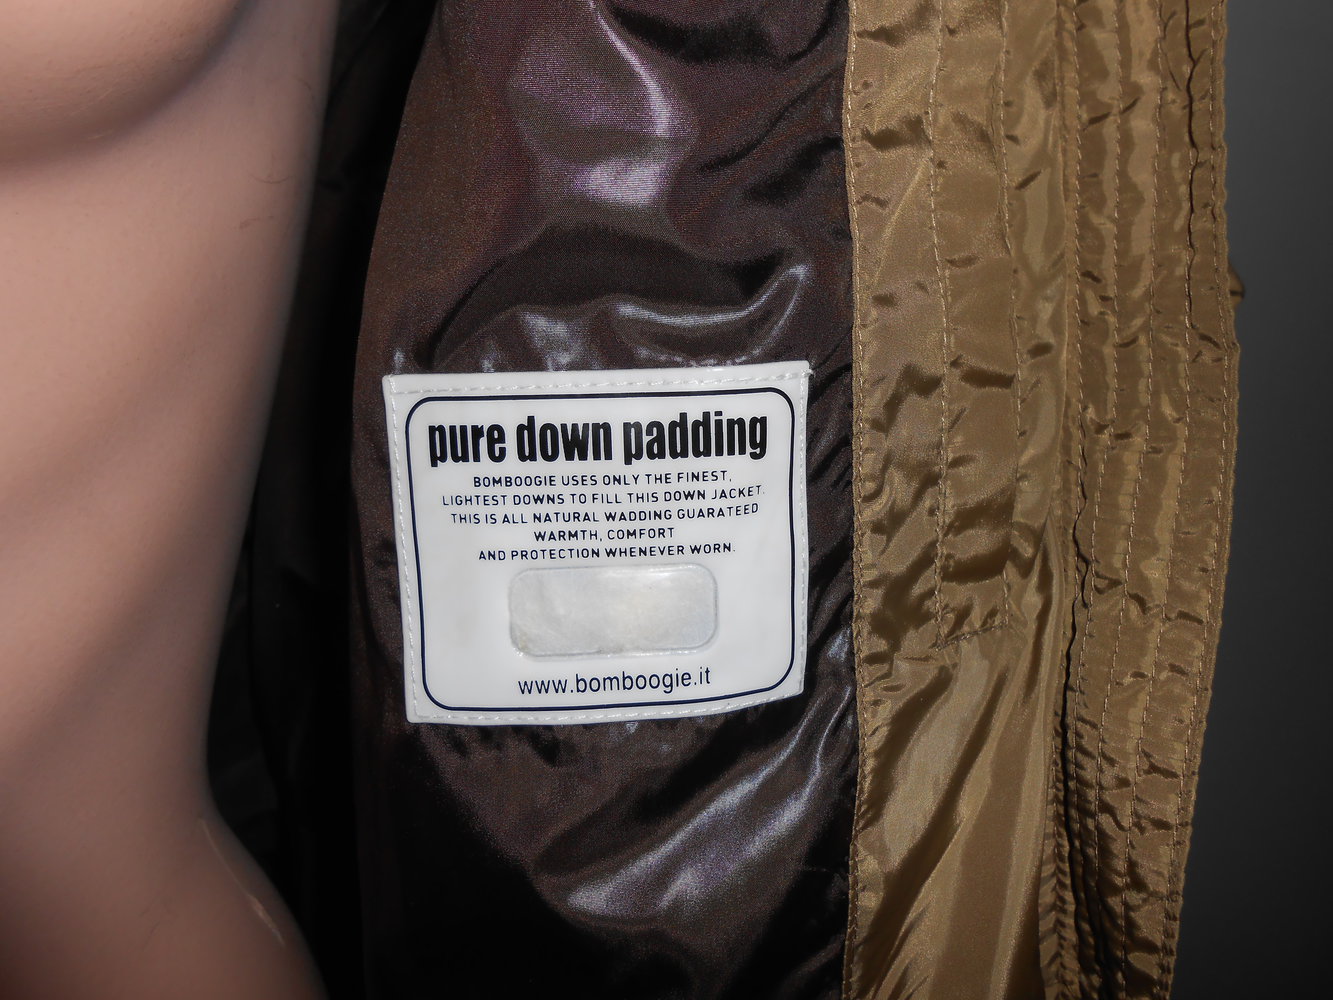 pure down padding
BOMBOOGIE USES ONLY THE FINEST,
LIGHTEST DOWNS TO FILL THIS DOWN JACKET.
THIS IS ALL NATURAL WADDING GUARATEED
WARMTH, COMFORT
AND PROTECTION WHENEVER WORN.
www.bomboogie.it